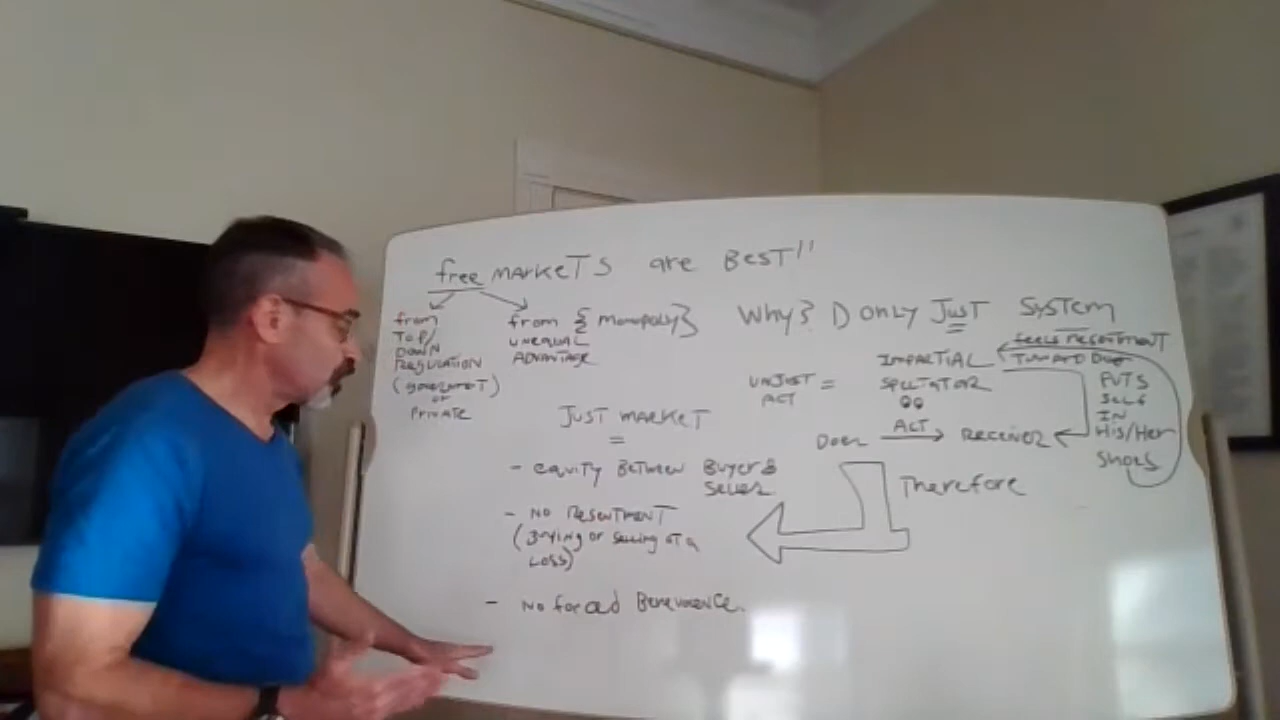 free MARKETS are BEST!!
from
TOP/
DOWN
REGULATION
(government)
or
Private
from {Monopoly}
UNEQUAL
ADVANTAGE
Why? D only Just SYSTEM
UNJUST =
ACT
IMPARTIAL
SPECTATOR
feels resentment
TOWARD Doer
PUTS
Self
IN
His/Her
Shoes
Doer ACT Receiver
Therefore
JUST MARKET
=
- equity Between Buyer &
Seller
- NO Resentment
(Buying or selling at a
Loss)
- No forced Benevolence.